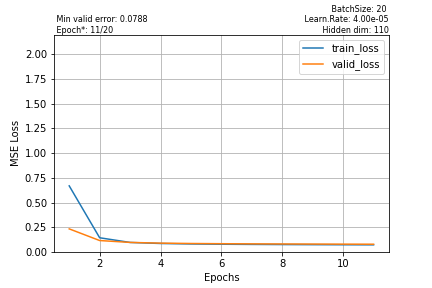 BatchSize: 20
Min valid error: 0.0788
Learn.Rate: 4.00e-05
Epoch*: 11/20
Hidden dim: 110
train_loss
valid_loss
2.00
1.75
1.50
1.25
1.00
0.75
0.50
0.25
0.00
MSE Loss
2 4 6 8 10
Epochs